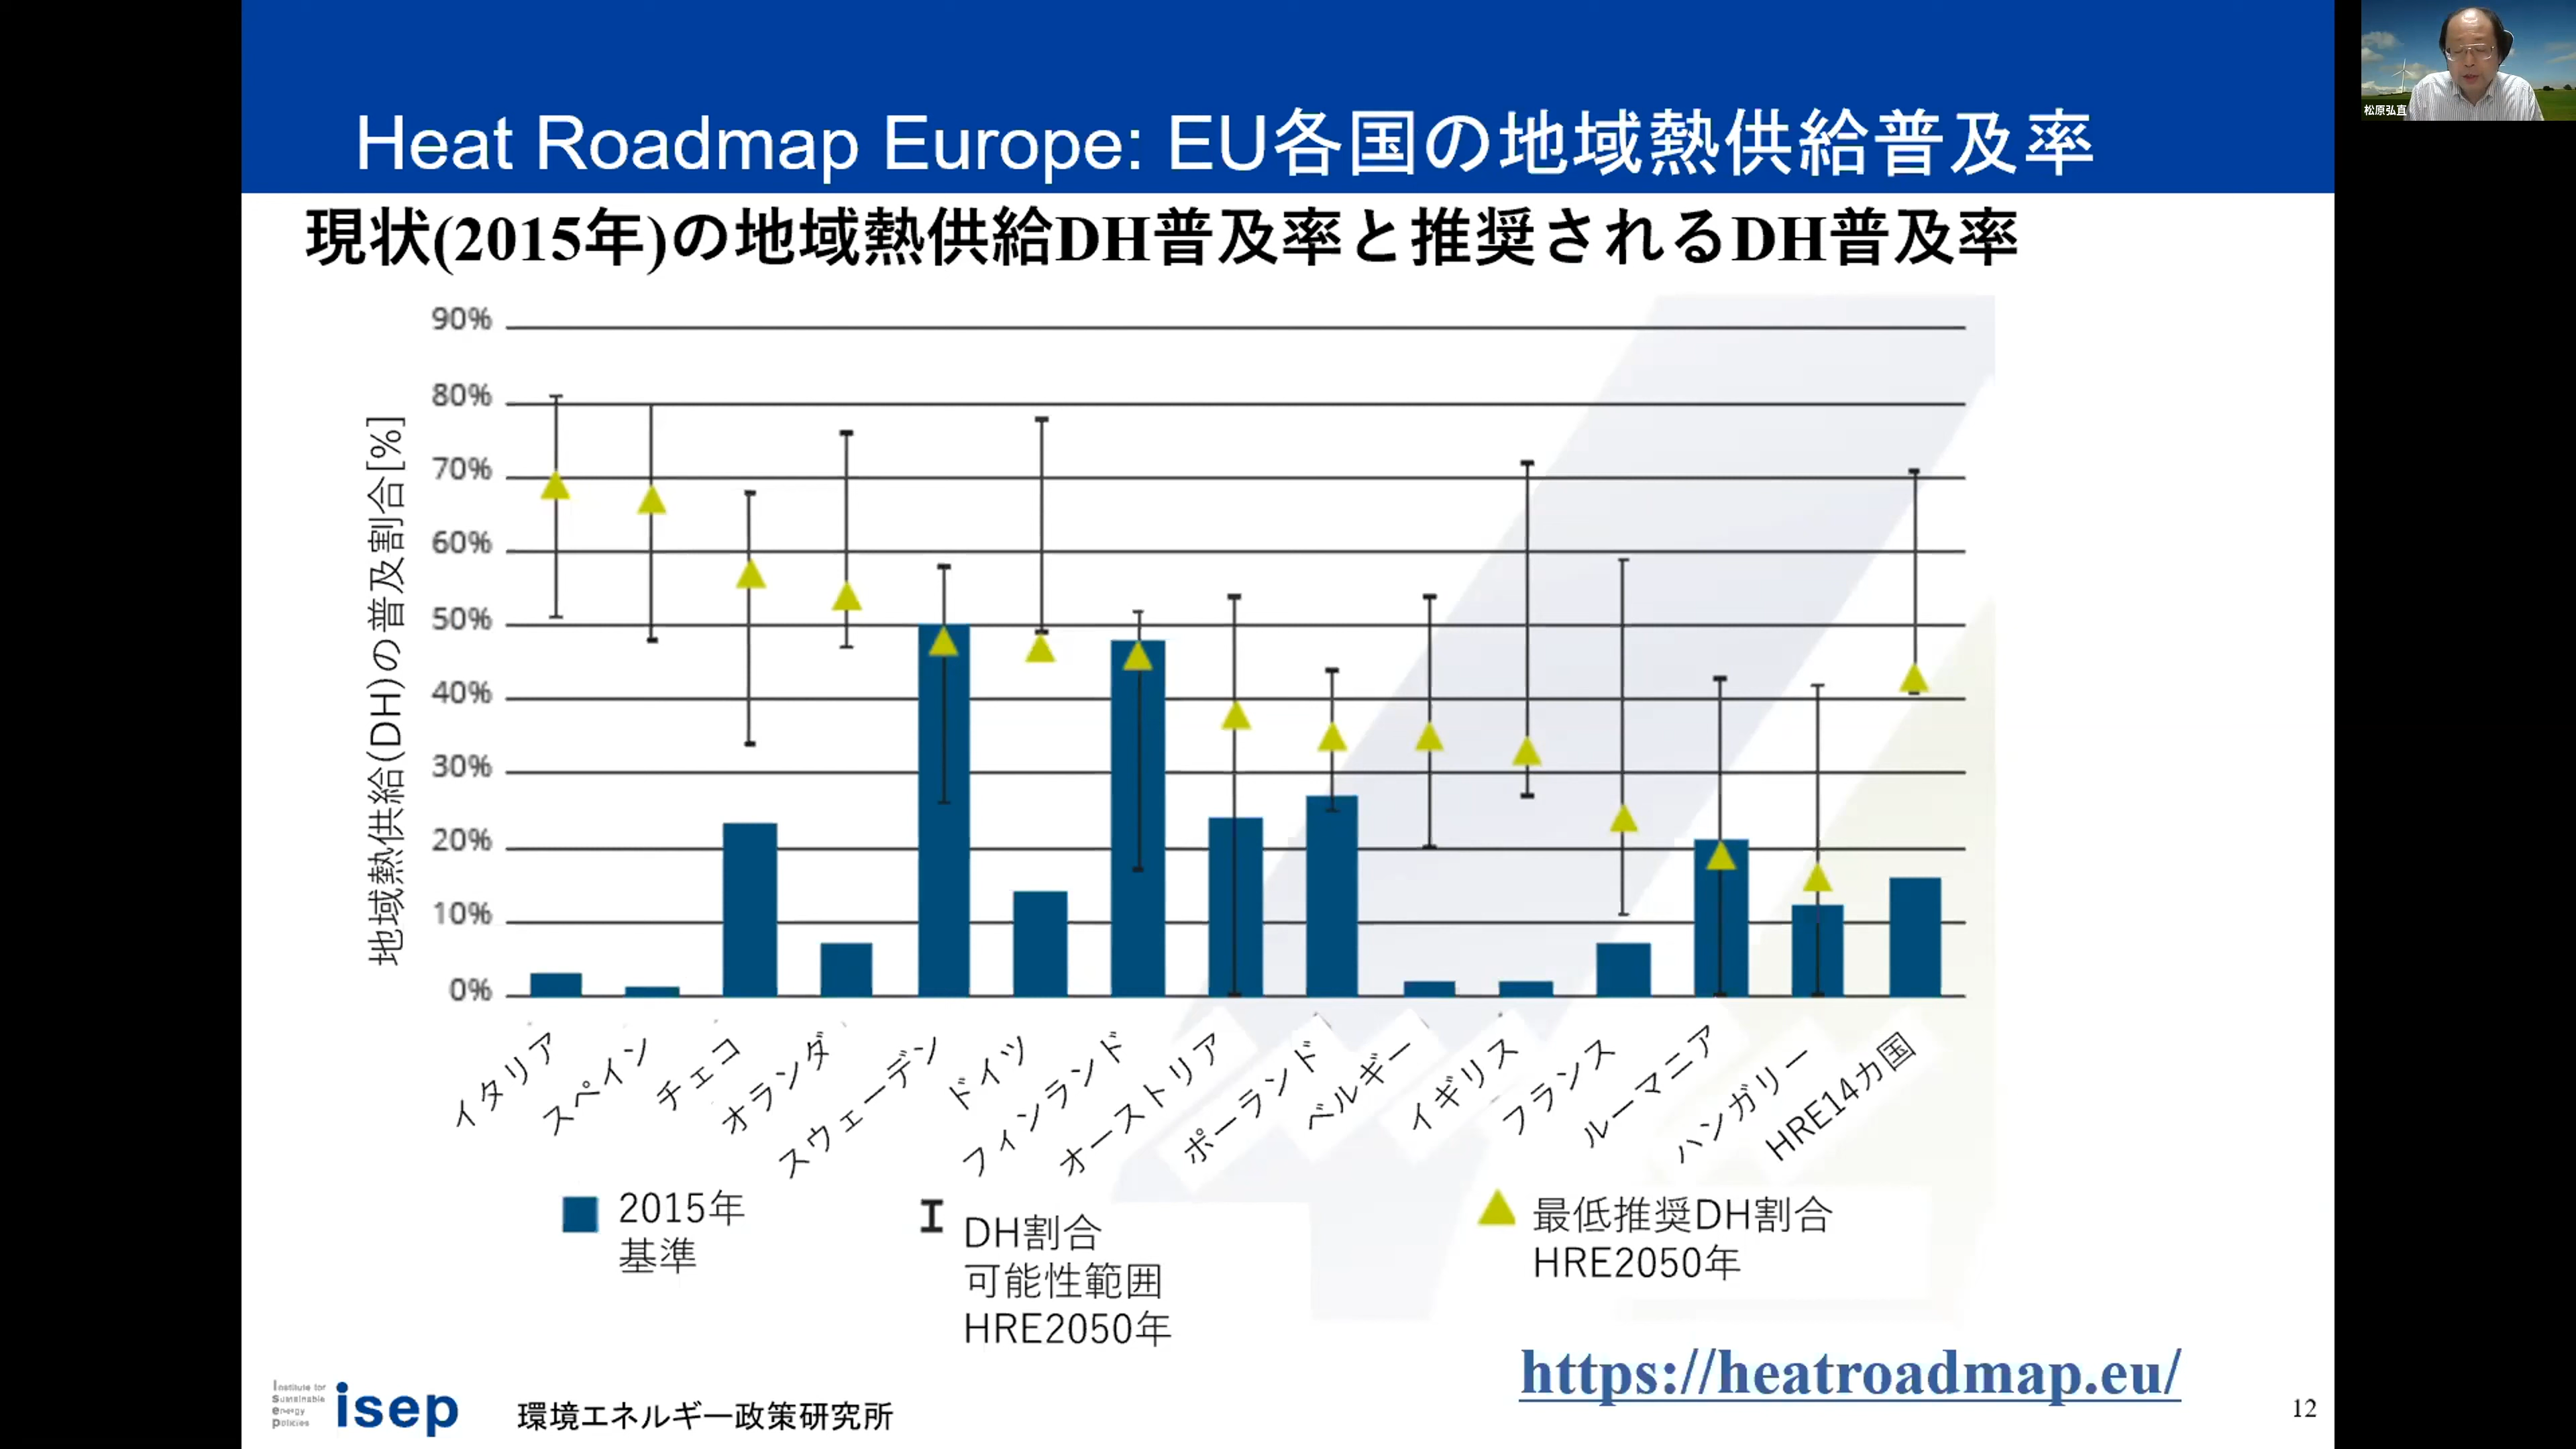 Heat Roadmap Europe: EU各国の地域熱供給普及率
松原弘直
現状(2015年)の地域熱供給DH普及率と推奨されるDH普及率
地域熱供給(DH)の普及割合[%]
90%
80%
70%
60%
50%
40%
30%
20%
10%
0%
イタリア
スペイン
チェコ
オランダ
スウェーデン
ドイツ
フィンランド
オーストリア
ポーランド
ベルギー
イギリス
フランス
ルーマニア
ハンガリー
HRE14カ国
2015年
基準
DH割合
可能性範囲
HRE2050年
最低推奨DH割合
HRE2050年
https://heatroadmap.eu/
Institute for
Sustainable
energy
policies
isep
環境エネルギー政策研究所
12